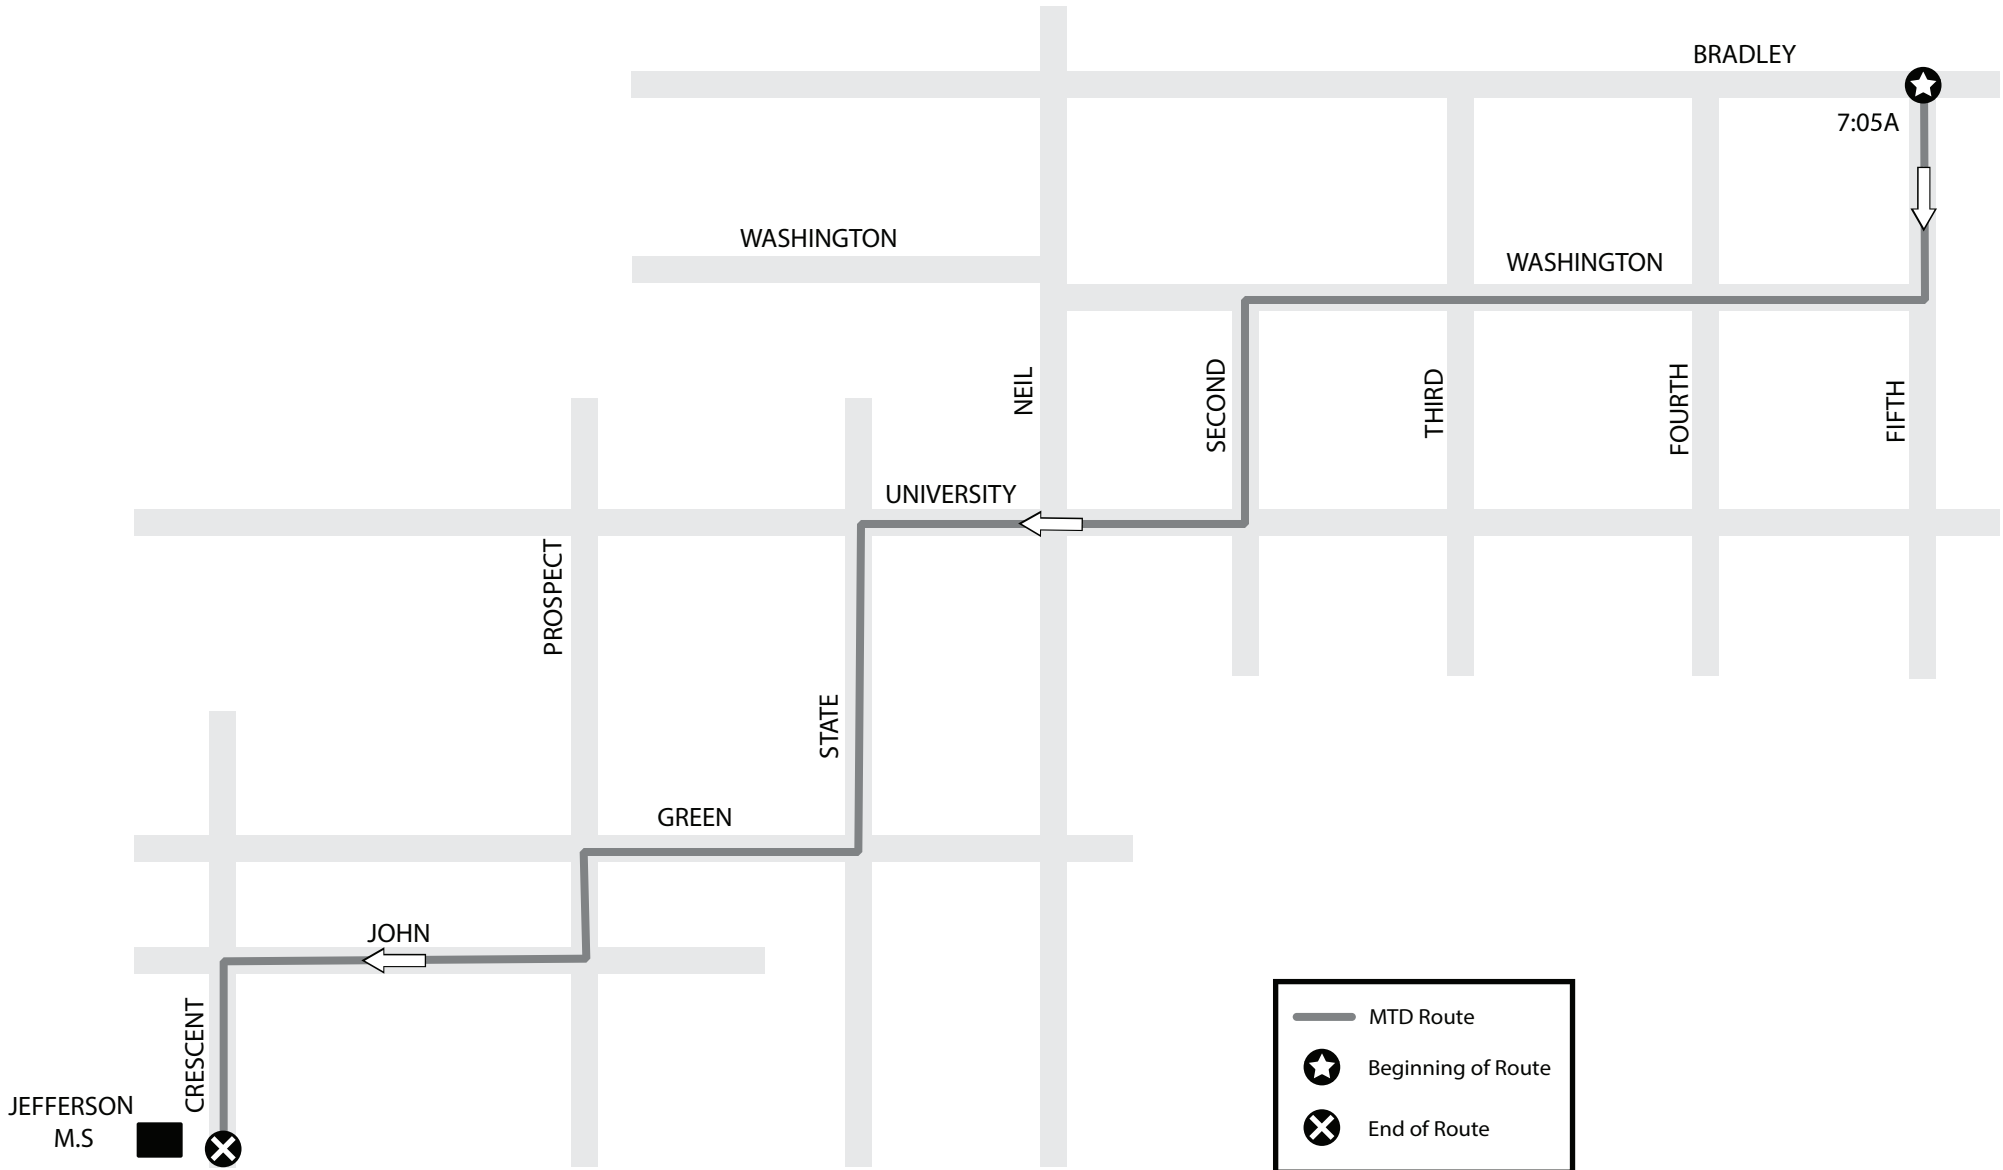 BRADLEY
7:05A
WASHINGTON
WASHINGTON
NEIL
SECOND
THIRD
FOURTH
FIFTH
UNIVERSITY
PROSPECT
STATE
GREEN
JOHN
CRESCENT
JEFFERSON
M.S
MTD Route
Beginning of Route
End of Route